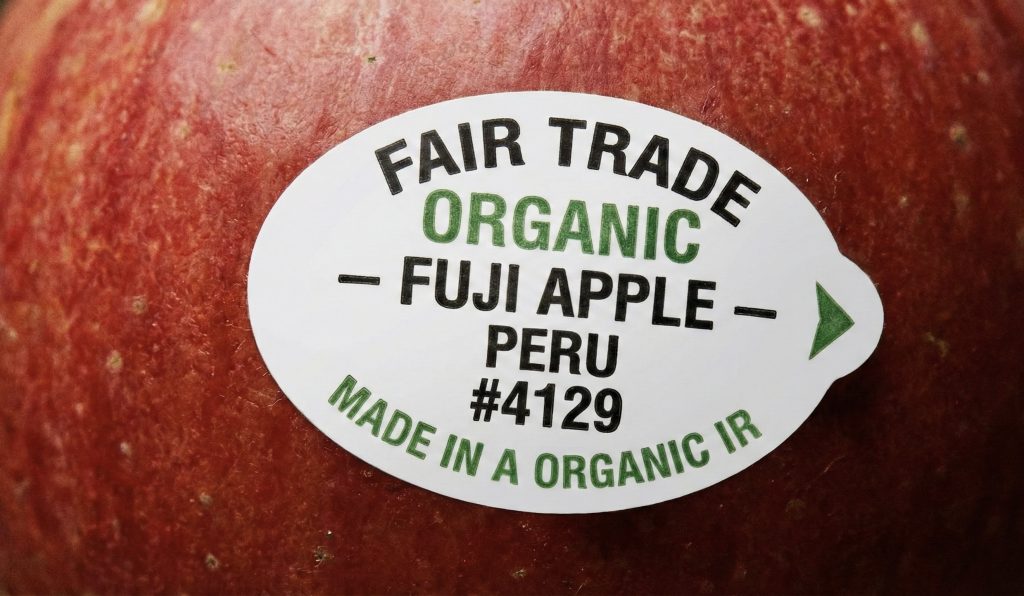 FAIR TRADE
ORGANIC
– FUJI APPLE –
PERU
#4129
MADE IN A ORGANIC IR